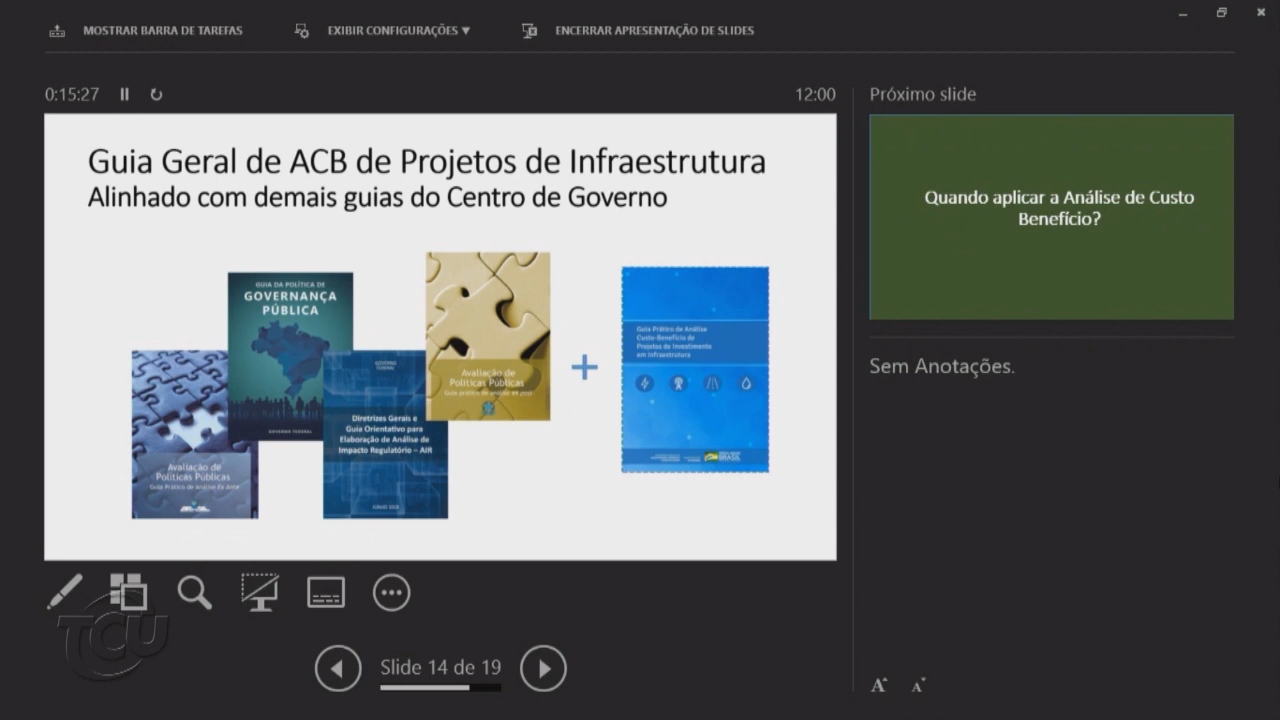 MOSTRAR BARRA DE TAREFAS
EXIBIR CONFIGURAÇÕES ▼
ENCERRAR APRESENTAÇÃO DE SLIDES
0:15:27
12:00
Próximo slide
Guia Geral de ACB de Projetos de Infraestrutura
Alinhado com demais guias do Centro de Governo
GUIA DA POLÍTICA DE
GOVERNANÇA
PÚBLICA
GOVERNO FEDERAL
Avaliação de
Políticas Públicas
Guia Prático de análise Ex Ante
GOVERNO
FEDERAL
Diretrizes Gerais e
Guia Orientativo para
Elaboração de Análise de
Impacto Regulatório – AIR
JUNHO 2018
Avaliação de
Políticas Públicas
Guia prático de análise ex post
+
Guia Prático de Análise
Custo-Benefício de
Projetos de Investimento
em Infraestrutura
BRASIL
Quando aplicar a Análise de Custo
Benefício?
Sem Anotações.
TCU
Slide 14 de 19
A A